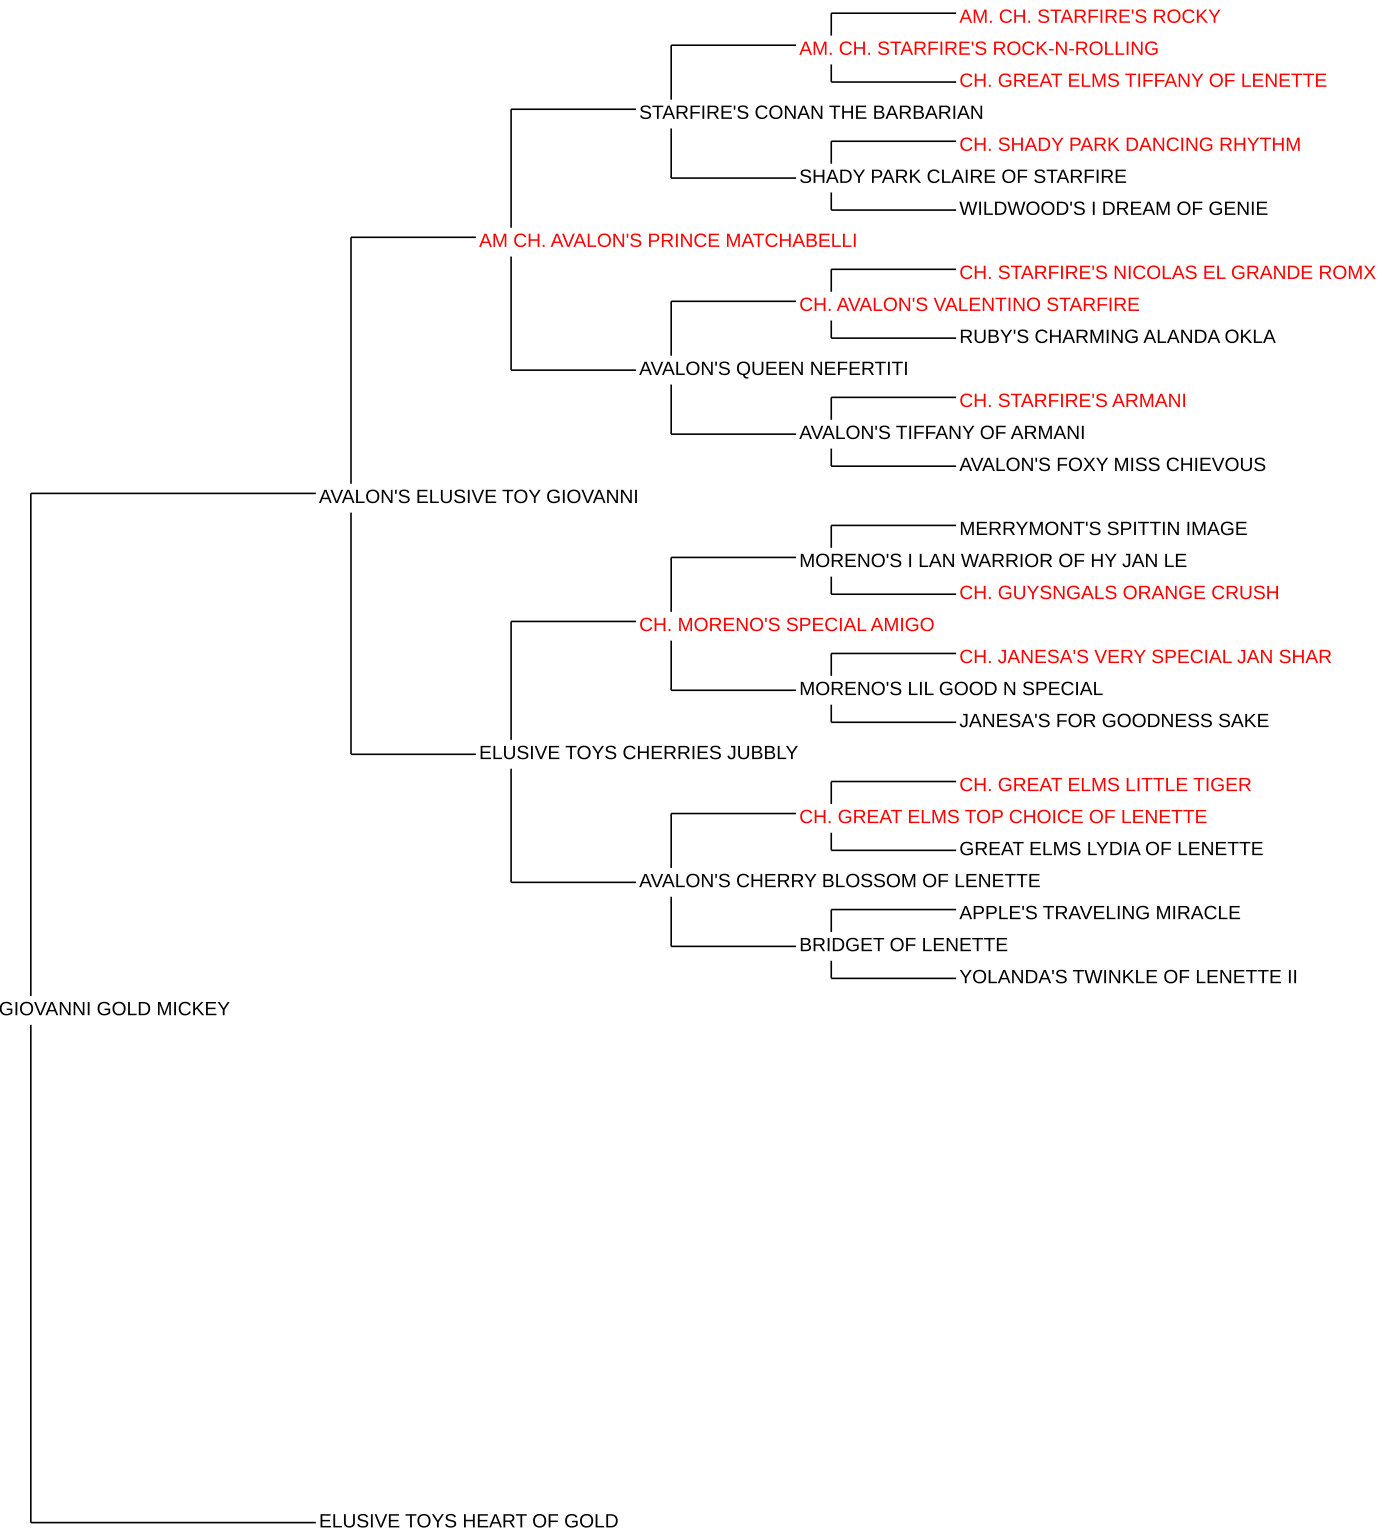 AM. CH. STARFIRE'S ROCKY
AM. CH. STARFIRE'S ROCK-N-ROLLING
CH. GREAT ELMS TIFFANY OF LENETTE
STARFIRE'S CONAN THE BARBARIAN
CH. SHADY PARK DANCING RHYTHM
SHADY PARK CLAIRE OF STARFIRE
WILDWOOD'S I DREAM OF GENIE
AM CH. AVALON'S PRINCE MATCHABELLI
CH. STARFIRE'S NICOLAS EL GRANDE ROMX
CH. AVALON'S VALENTINO STARFIRE
RUBY'S CHARMING ALANDA OKLA
AVALON'S QUEEN NEFERTITI
CH. STARFIRE'S ARMANI
AVALON'S TIFFANY OF ARMANI
AVALON'S FOXY MISS CHIEVOUS
AVALON'S ELUSIVE TOY GIOVANNI
MERRYMONT'S SPITTIN IMAGE
MORENO'S I LAN WARRIOR OF HY JAN LE
CH. GUYSNGALS ORANGE CRUSH
CH. MORENO'S SPECIAL AMIGO
CH. JANESA'S VERY SPECIAL JAN SHAR
MORENO'S LIL GOOD N SPECIAL
JANESA'S FOR GOODNESS SAKE
ELUSIVE TOYS CHERRIES JUBBLY
CH. GREAT ELMS LITTLE TIGER
CH. GREAT ELMS TOP CHOICE OF LENETTE
GREAT ELMS LYDIA OF LENETTE
AVALON'S CHERRY BLOSSOM OF LENETTE
APPLE'S TRAVELING MIRACLE
BRIDGET OF LENETTE
YOLANDA'S TWINKLE OF LENETTE II
GIOVANNI GOLD MICKEY
ELUSIVE TOYS HEART OF GOLD